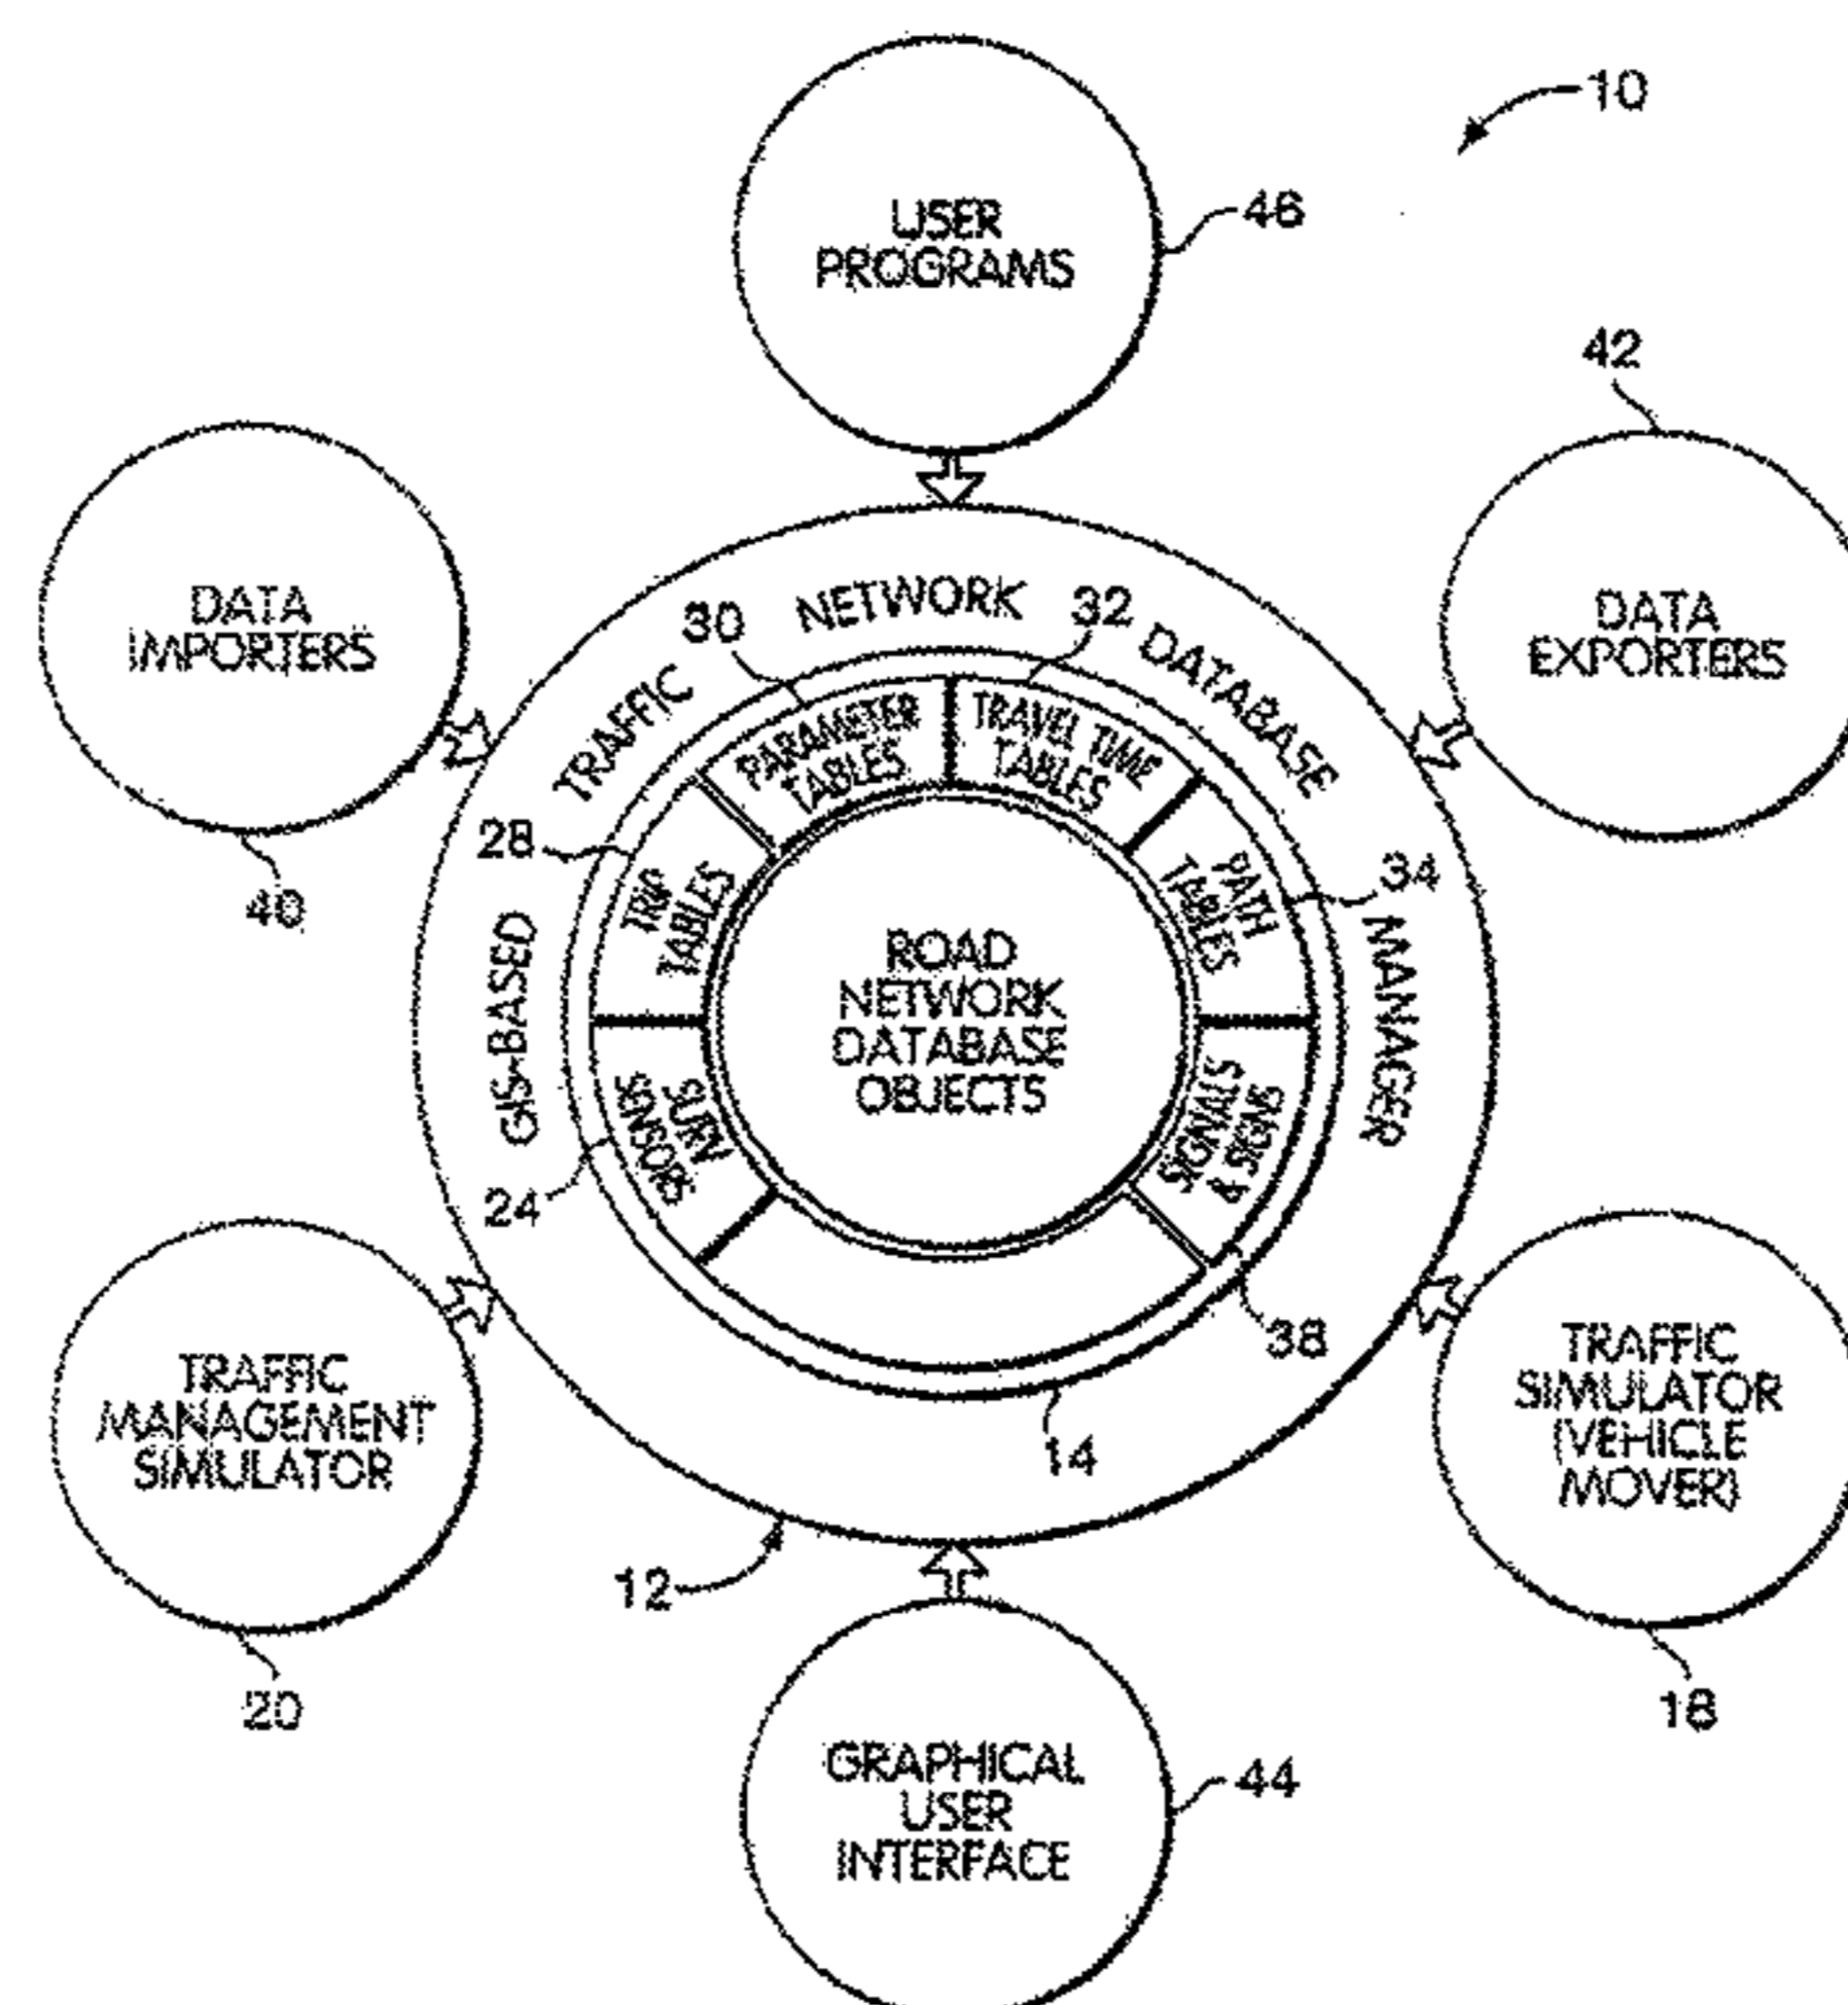 10
USER
PROGRAMS
46
42
DATA
IMPORTERS
40
DATA
EXPORTERS
GIS-BASED TRAFFIC NETWORK DATABASE MANAGER
30
32
28
34
PARAMETER
TABLES
TRAVEL TIME
TABLES
TRIP
TABLES
PATH
TABLES
ROAD
NETWORK
DATABASE
OBJECTS
SIGNALS
& SIGNS
24
38
14
12
TRAFFIC
MANAGEMENT
SIMULATOR
20
TRAFFIC
SIMULATOR
(VEHICLE
MOVER)
18
GRAPHICAL
USER
INTERFACE
44